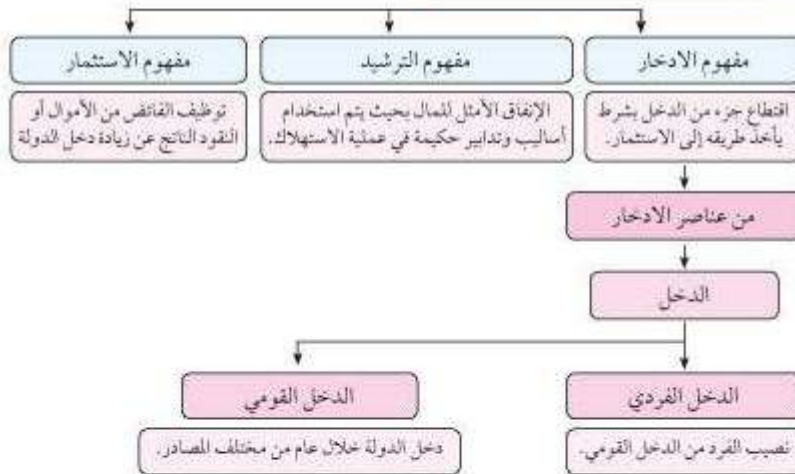 مفهوم الادخار
مفهوم الترشيد
مفهوم الاستثمار
اقتطاع جزء من الدخل بشرط
يأخذ طريقه إلى الاستثمار.
الإنفاق الأمثل للمال بحيث يتم استخدام
أساليب وتدابير حكيمة في عملية الاستهلاك.
توظيف الفائض من الأموال أو
النقود الناتج عن زيادة دخل الدولة
من عناصر الادخار
الدخل
الدخل الفردي
الدخل القومي
نصيب الفرد من الدخل القومي.
دخل الدولة خلال عام من مختلف المصادر.